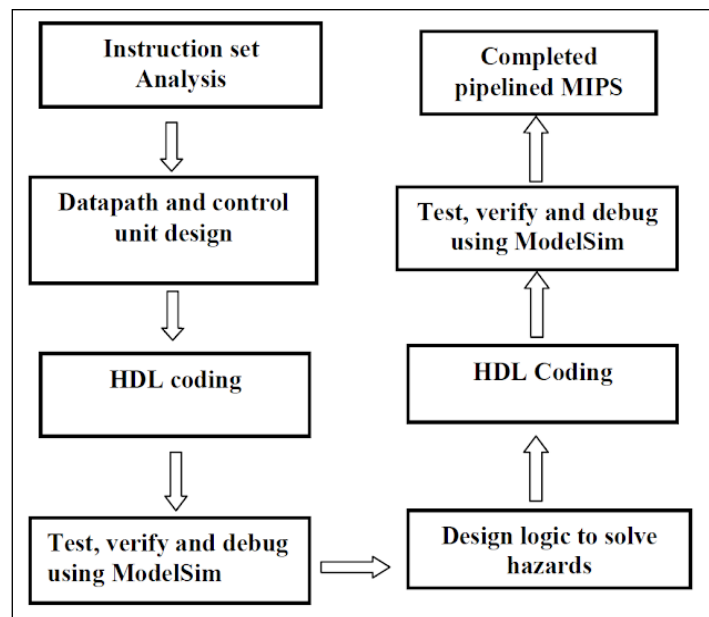 Instruction set
Analysis
Datapath and control
unit design
HDL coding
Test, verify and debug
using ModelSim
Design logic to solve
hazards
HDL Coding
Test, verify and debug
using ModelSim
Completed
pipelined MIPS